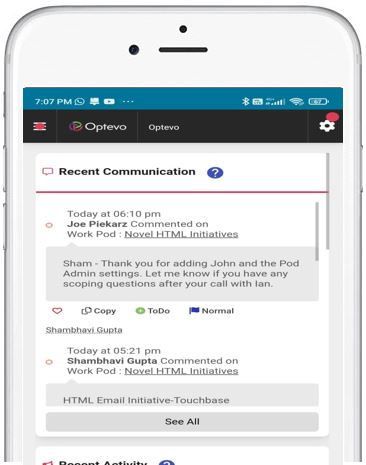 7:07 PM
67
Optevo
Optevo
Recent Communication ?
Today at 06:10 pm
Joe Piekarz Commented on
Work Pod : Novel HTML Initiatives
Sham - Thank you for adding John and the Pod
Admin settings. Let me know if you have any
scoping questions after your call with Ian.
Copy ToDo Normal
Shambhavi Gupta
Today at 05:21 pm
Shambhavi Gupta Commented on
Work Pod : Novel HTML Initiatives
HTML Email Initiative-Touchbase
See All
Recent Activity ?